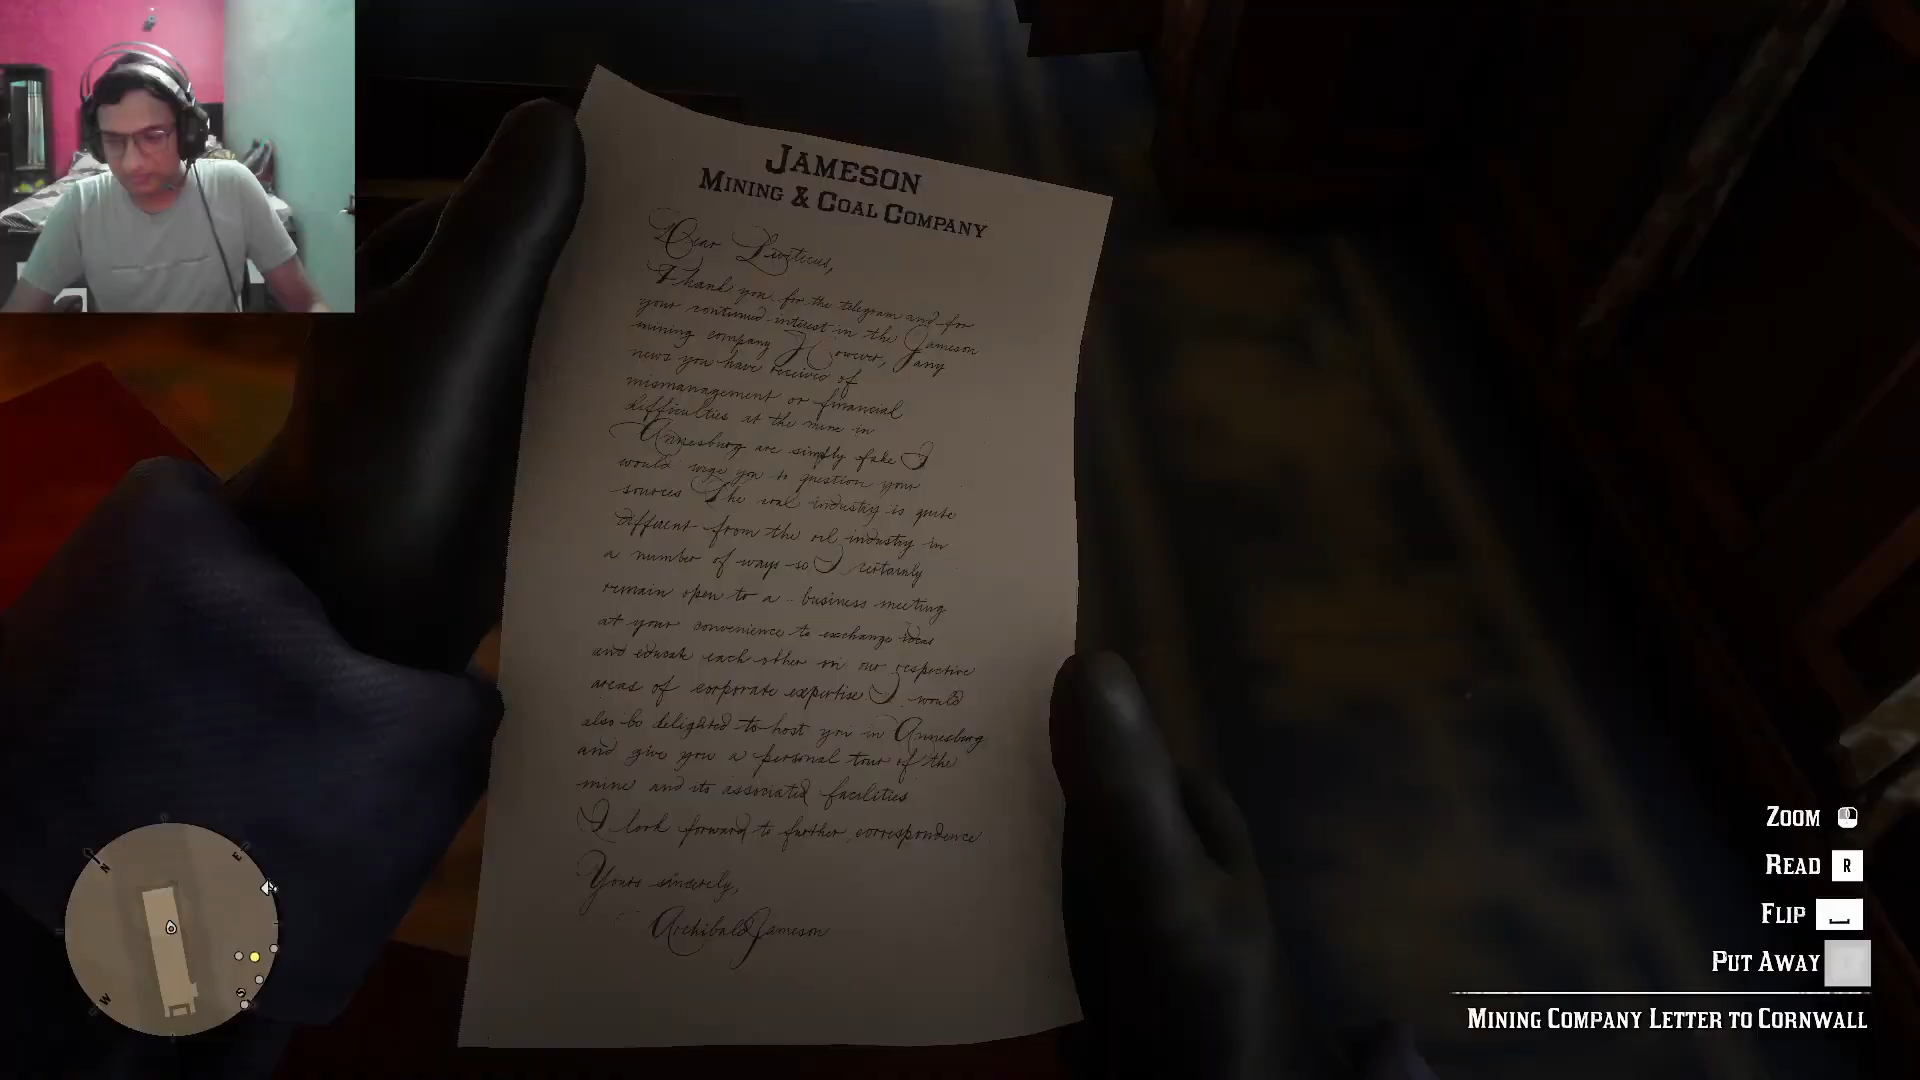 JAMESON
MINING & COAL COMPANY
Dear Leviticus,
Thank you for the telegram and for
your continued interest in the Jameson
mining company However, any
news you have received of
mismanagement or financial
difficulties at the mine in
Annesburg are simply fake I
would urge you to question your
sources The coal industry is quite
different from the oil industry in
a number of ways so I certainly
remain open to a business meeting
at your convenience to exchange ideas
and educate each other in our respective
areas of corporate expertise I would
also be delighted to host you in Annesburg
and give you a personal tour of the
mine and its associated facilities
I look forward to further correspondence
Yours sincerely,
Archibald Jameson
N
E
W
S
ZOOM
READ R
FLIP
PUT AWAY
MINING COMPANY LETTER TO CORNWALL